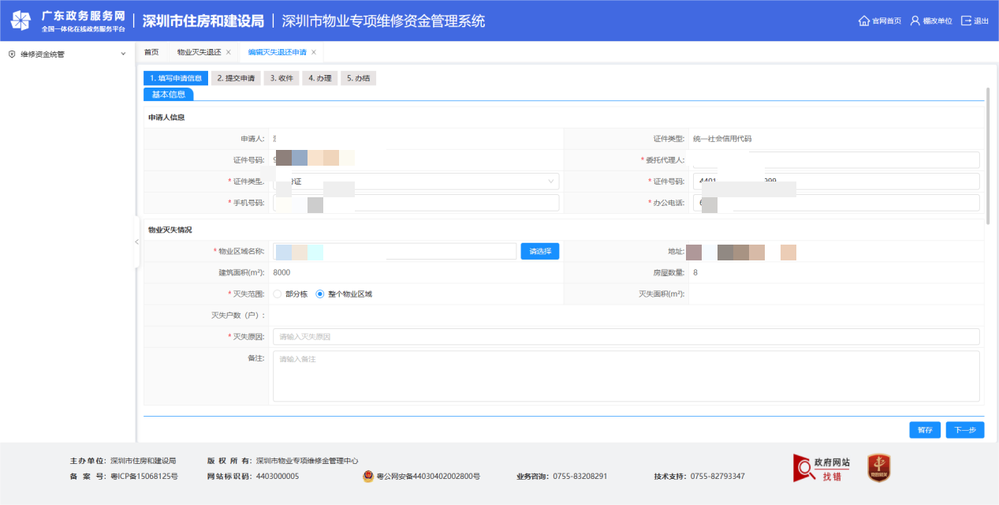 广东政务服务网
全国一体化在线政务服务平台
深圳市住房和建设局
深圳市物业专项维修资金管理系统
官网首页
棚改单位
退出
维修资金统管
首页
物业灭失退还
编辑灭失退还申请
1. 填写申请信息
2. 提交申请
3. 收件
4. 办理
5. 办结
基本信息
申请人信息
申请人:
证件类型: 统一社会信用代码
证件号码:
* 委托代理人:
* 证件类型: 份证
* 证件号码: 4401 999
* 手机号码:
* 办公电话:
物业灭失情况
* 物业区域名称:
请选择
地址:
建筑面积(m²): 8000
房屋数量: 8
* 灭失范围: 部分栋 整个物业区域
灭失面积(m²):
灭失户数（户）:
* 灭失原因: 请输入灭失原因
备注: 请输入备注
暂存
下一步
主办单位: 深圳市住房和建设局
版 权 所 有: 深圳市物业专项维修金管理中心
备 案 号: 粤ICP备15068125号
网站标识码: 4403000005
粤公网安备44030402002800号
业务咨询: 0755-83208291
技术支持: 0755-82793347
政府网站
找错